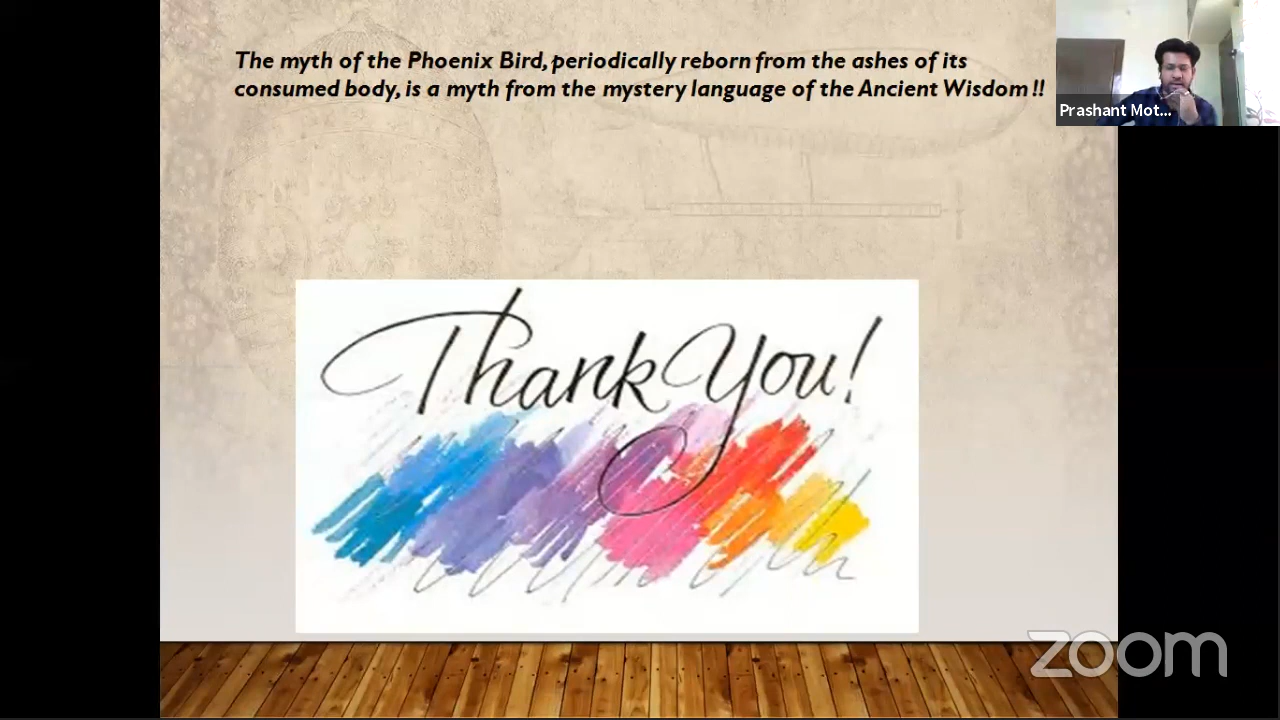 The myth of the Phoenix Bird, periodically reborn from the ashes of its
consumed body, is a myth from the mystery language of the Ancient Wisdom !!
Prashant Mot...
Thank You!
zoom